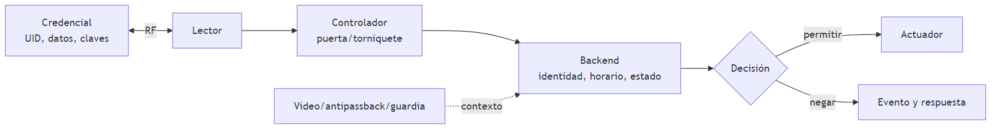 Credencial
UID, datos, claves
RF
Lector
Controlador
puerta/torniquete
Video/antipassback/guardia
contexto
Backend
identidad, horario, estado
Decisión
permitir
Actuador
negar
Evento y respuesta